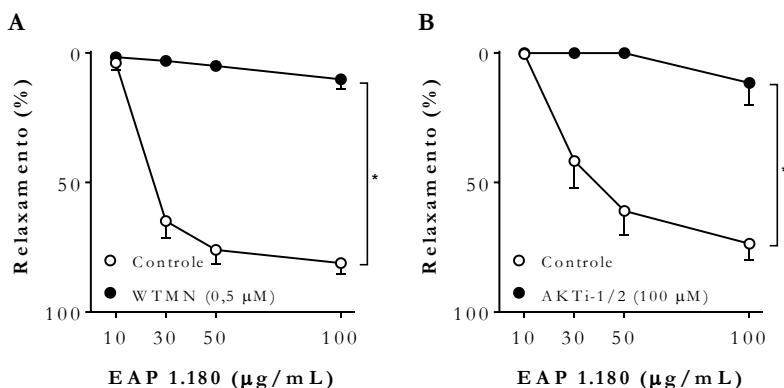 A
0
50
100
Relaxamento (%)
Controle
WTMN (0,5 μM)
*
10 30 50 100
EAP 1.180 (μg/mL)
B
0
50
100
Relaxamento (%)
Controle
AKTi-1/2 (100 μM)
*
10 30 50 100
EAP 1.180 (μg/mL)